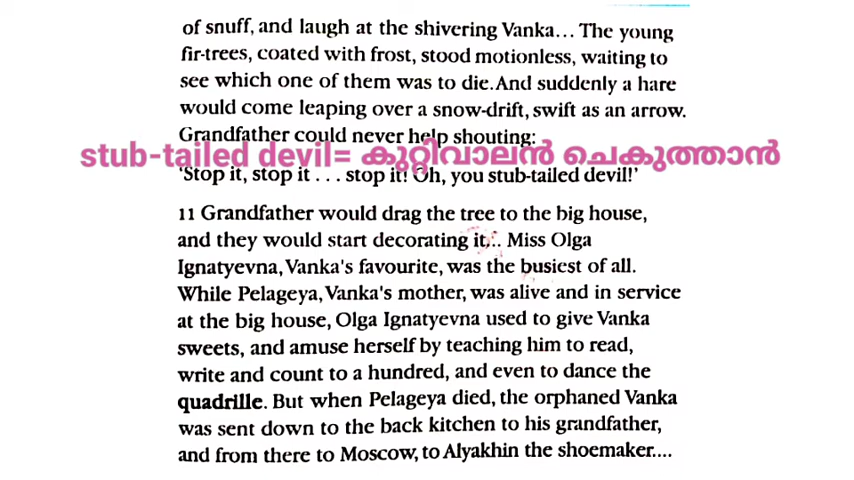 of snuff, and laugh at the shivering Vanka... The young
fir-trees, coated with frost, stood motionless, waiting to
see which one of them was to die. And suddenly a hare
would come leaping over a snow-drift, swift as an arrow.
Grandfather could never help shouting:
stub-tailed devil= കുറ്റിവാലൻ ചെകുത്താൻ
'Stop it, stop it . . . stop it! Oh, you stub-tailed devil!'
11 Grandfather would drag the tree to the big house,
and they would start decorating it... Miss Olga
Ignatyevna, Vanka's favourite, was the busiest of all.
While Pelageya, Vanka's mother, was alive and in service
at the big house, Olga Ignatyevna used to give Vanka
sweets, and amuse herself by teaching him to read,
write and count to a hundred, and even to dance the
quadrille. But when Pelageya died, the orphaned Vanka
was sent down to the back kitchen to his grandfather,
and from there to Moscow, to Alyakhin the shoemaker....